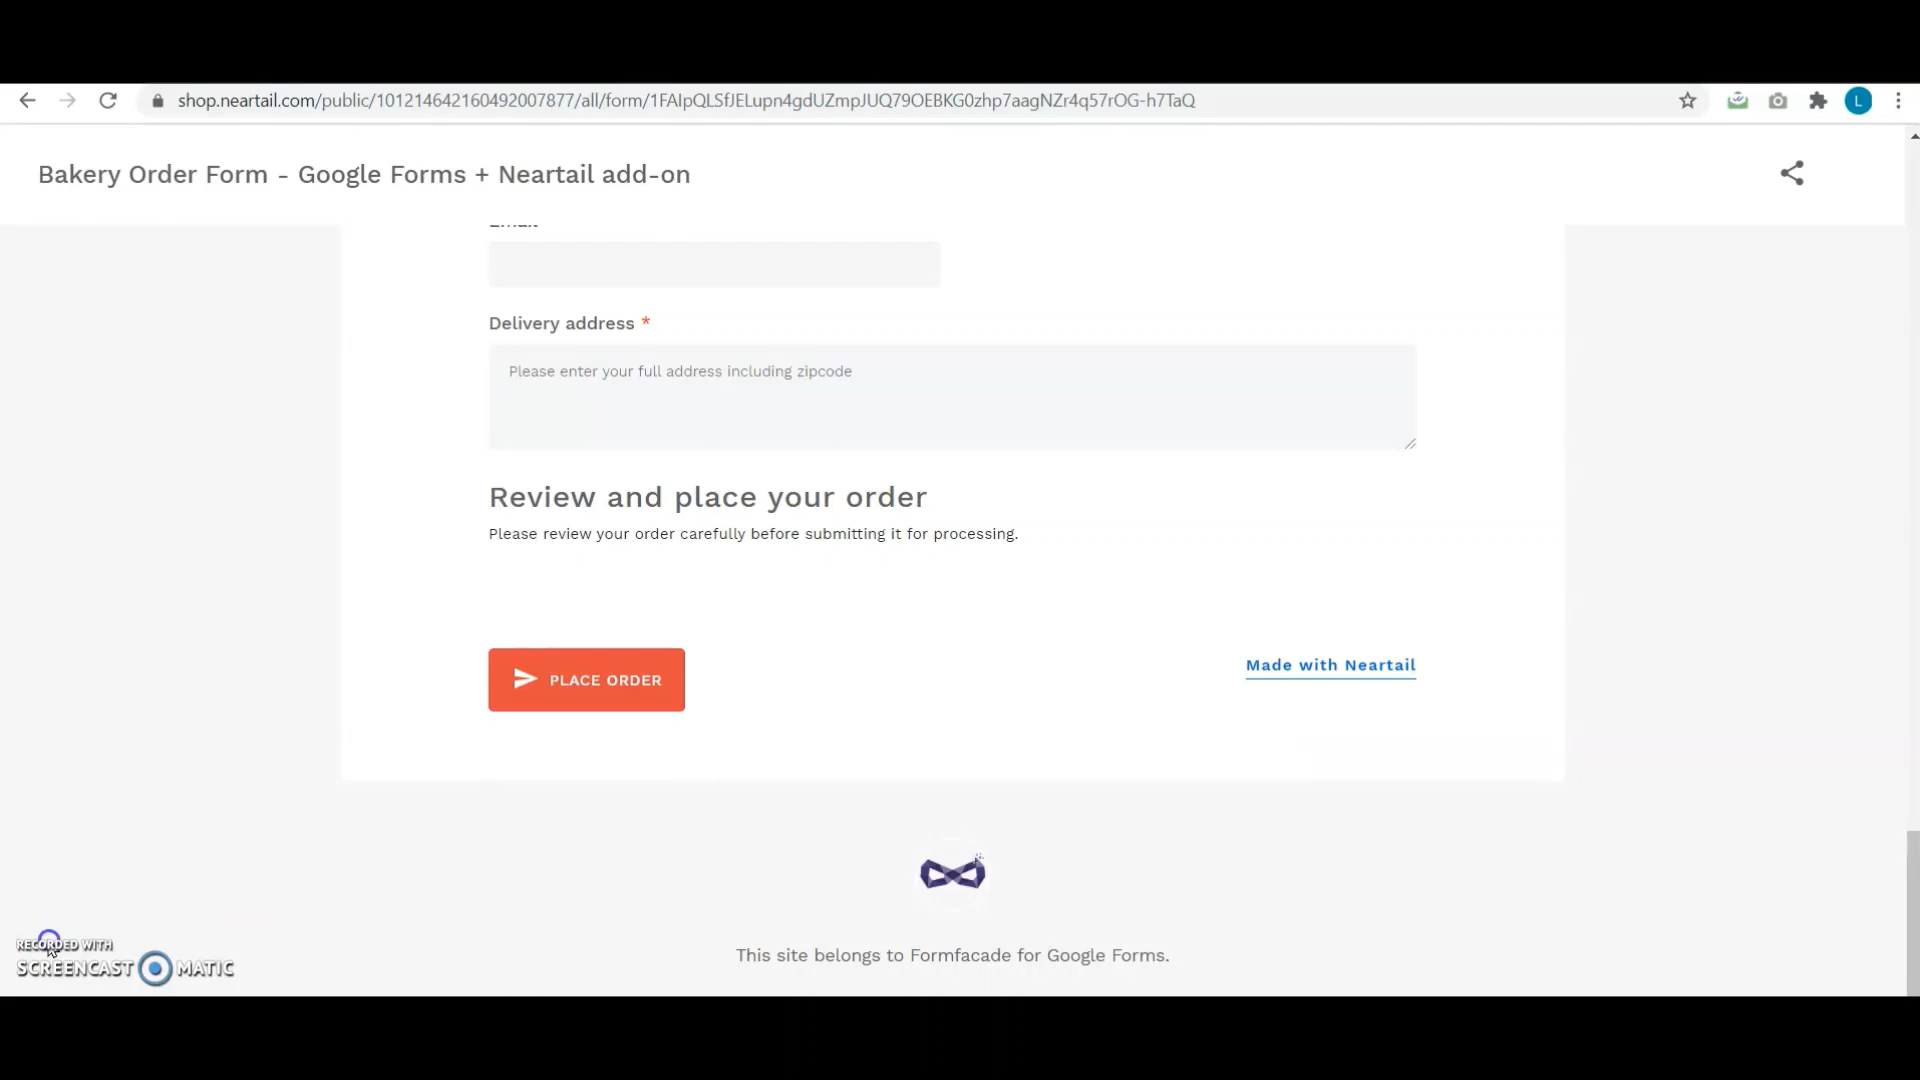 shop.neartail.com/public/101214642160492007877/all/form/1FAIpQLSfJELupn4gdUZmpJUQ79OEBKG0zhp7aagNZr4q57rOG-h7TaQ
L
Bakery Order Form - Google Forms + Neartail add-on
Email
Delivery address *
Please enter your full address including zipcode
Review and place your order
Please review your order carefully before submitting it for processing.
PLACE ORDER
Made with Neartail
This site belongs to Formfacade for Google Forms.
RECORDED WITH
SCREENCAST MATIC